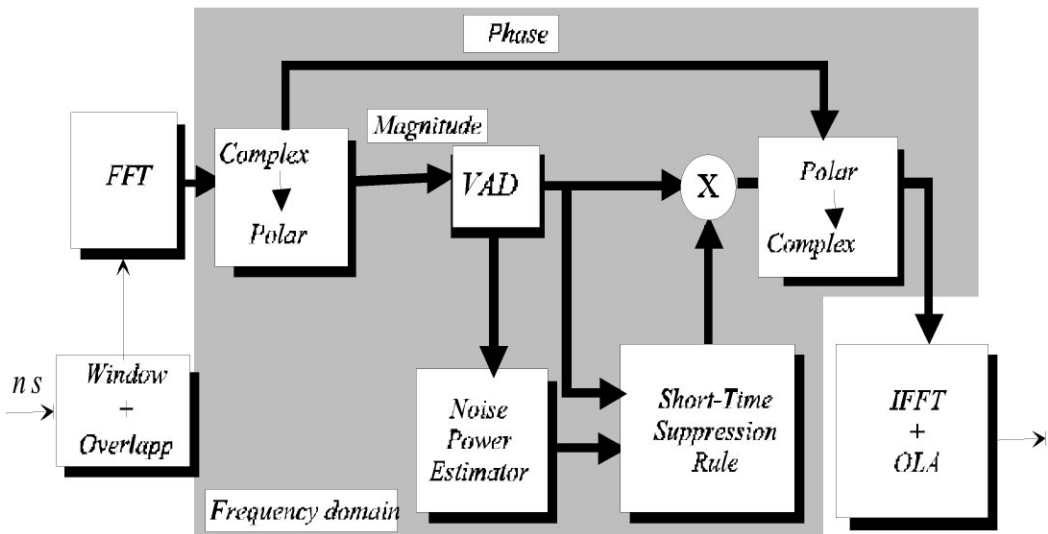 Phase
Magnitude
FFT
Complex
Polar
VAD
X
Polar
Complex
ns
Window
+
Overlapp
Noise
Power
Estimator
Short-Time
Suppression
Rule
IFFT
+
OLA
Frequency domain